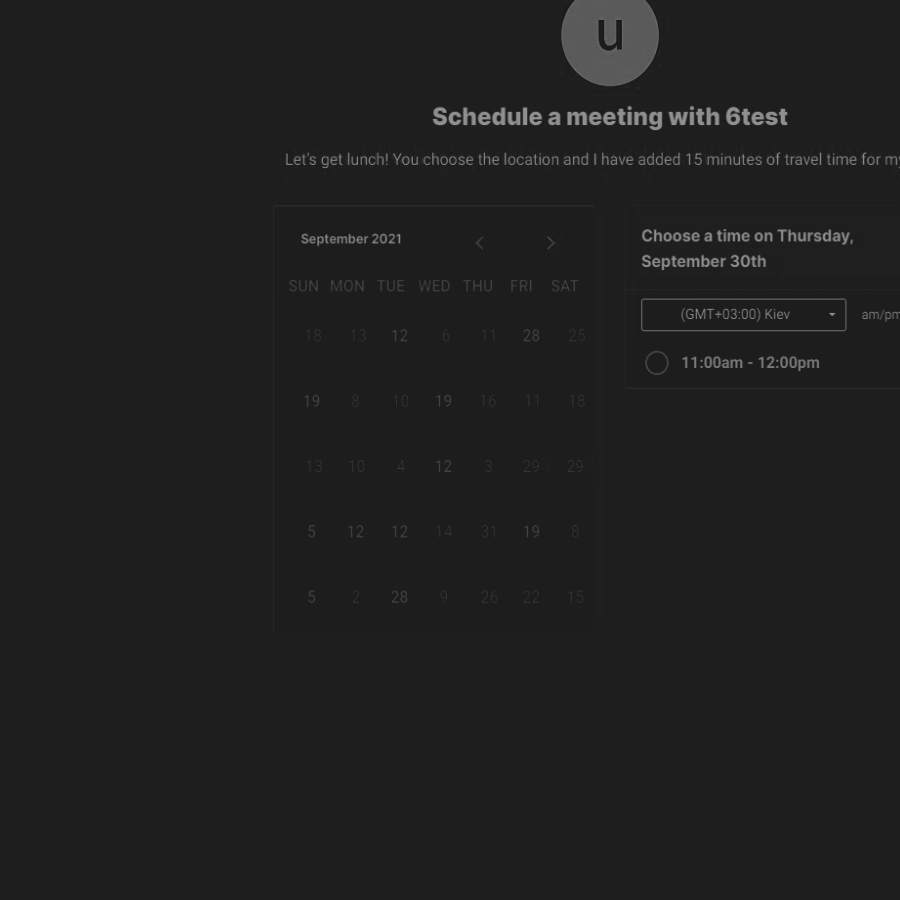 u
Schedule a meeting with 6test
Let's get lunch! You choose the location and I have added 15 minutes of travel time for my
September 2021
SUN MON TUE WED THU FRI SAT
18 13 12 6 11 28 25
19 8 10 19 16 11 18
13 10 4 12 3 29 29
5 12 12 14 31 19 8
5 2 28 9 26 22 15
Choose a time on Thursday,
September 30th
(GMT+03:00) Kiev am/pm
11:00am - 12:00pm